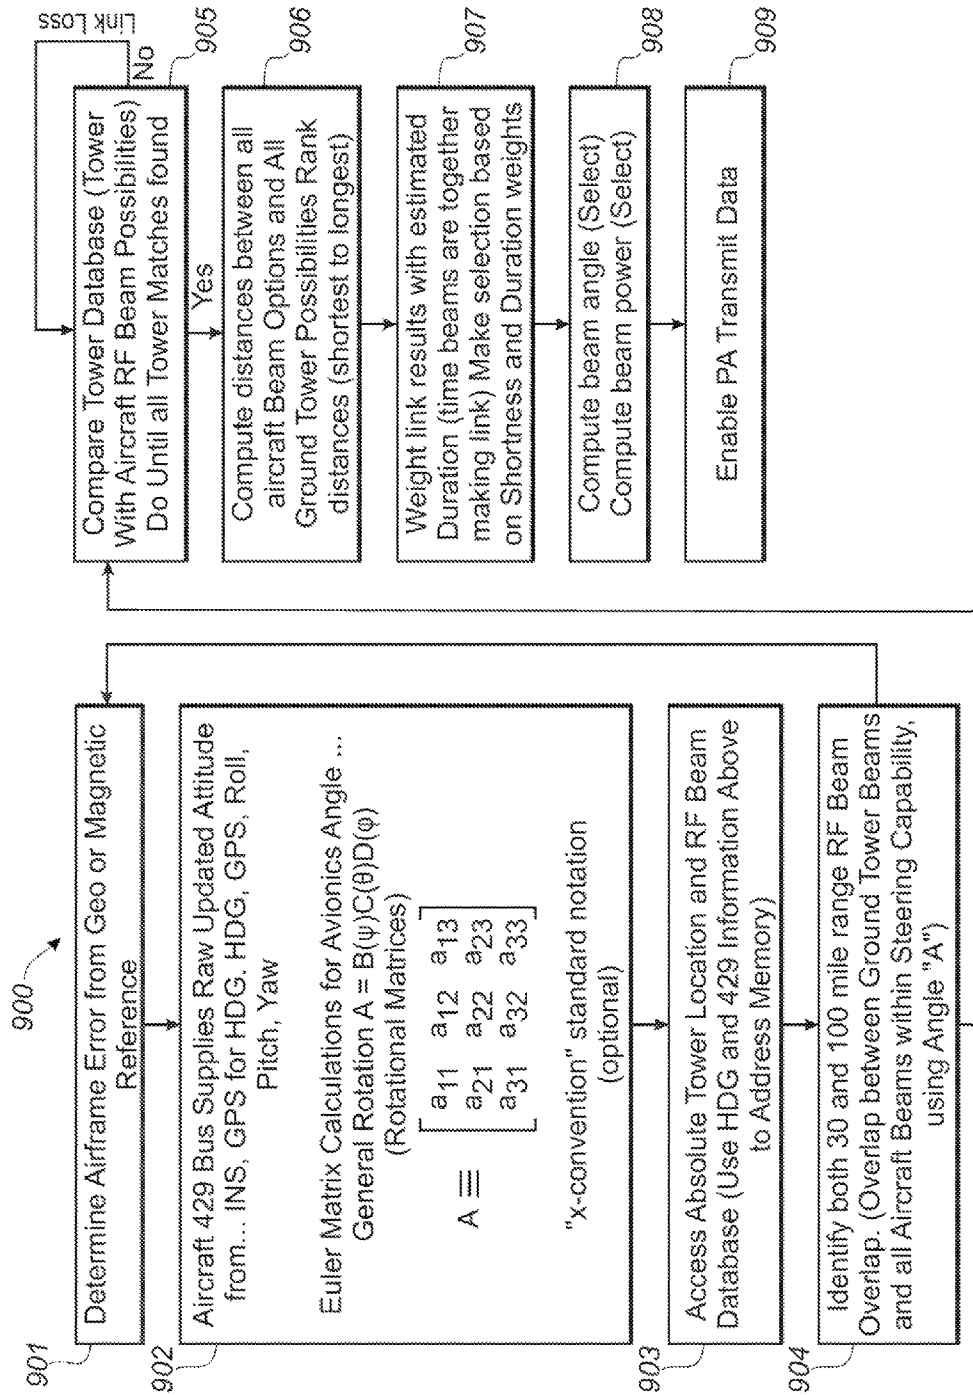 900
901
Determine Airframe Error from Geo or Magnetic
Reference
902
Aircraft 429 Bus Supplies Raw Updated Attitude
from... INS, GPS for HDG, HDG, GPS, Roll,
Pitch, Yaw
Euler Matrix Calculations for Avionics Angle ...
General Rotation A = B(ψ)C(θ)D(φ)
(Rotational Matrices)
A ≡
a11 a12 a13
a21 a22 a23
a31 a32 a33
"x-convention" standard notation
(optional)
903
Access Absolute Tower Location and RF Beam
Database (Use HDG and 429 Information Above
to Address Memory)
904
Identify both 30 and 100 mile range RF Beam
Overlap. (Overlap between Ground Tower Beams
and all Aircraft Beams within Steering Capability,
using Angle "A")
Link Loss
No
905
Compare Tower Database (Tower
With Aircraft RF Beam Possibilities)
Do Until all Tower Matches found
Yes
906
Compute distances between all
aircraft Beam Options and All
Ground Tower Possibilities Rank
distances (shortest to longest)
907
Weight link results with estimated
Duration (time beams are together
making link) Make selection based
on Shortness and Duration weights
908
Compute beam angle (Select)
Compute beam power (Select)
909
Enable PA Transmit Data